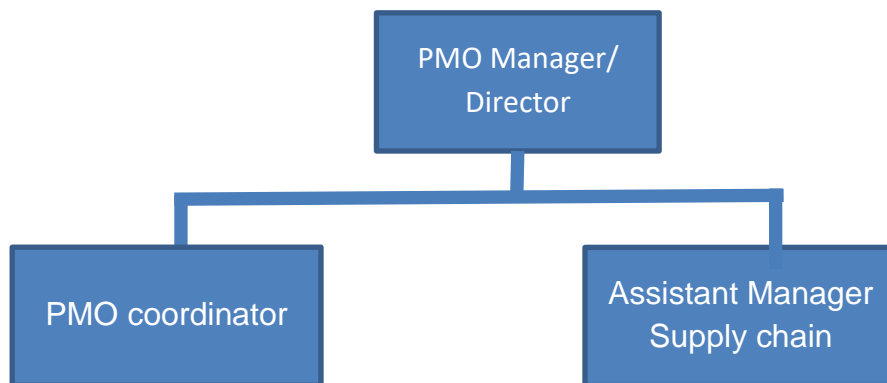 PMO Manager/
Director
PMO coordinator
Assistant Manager
Supply chain